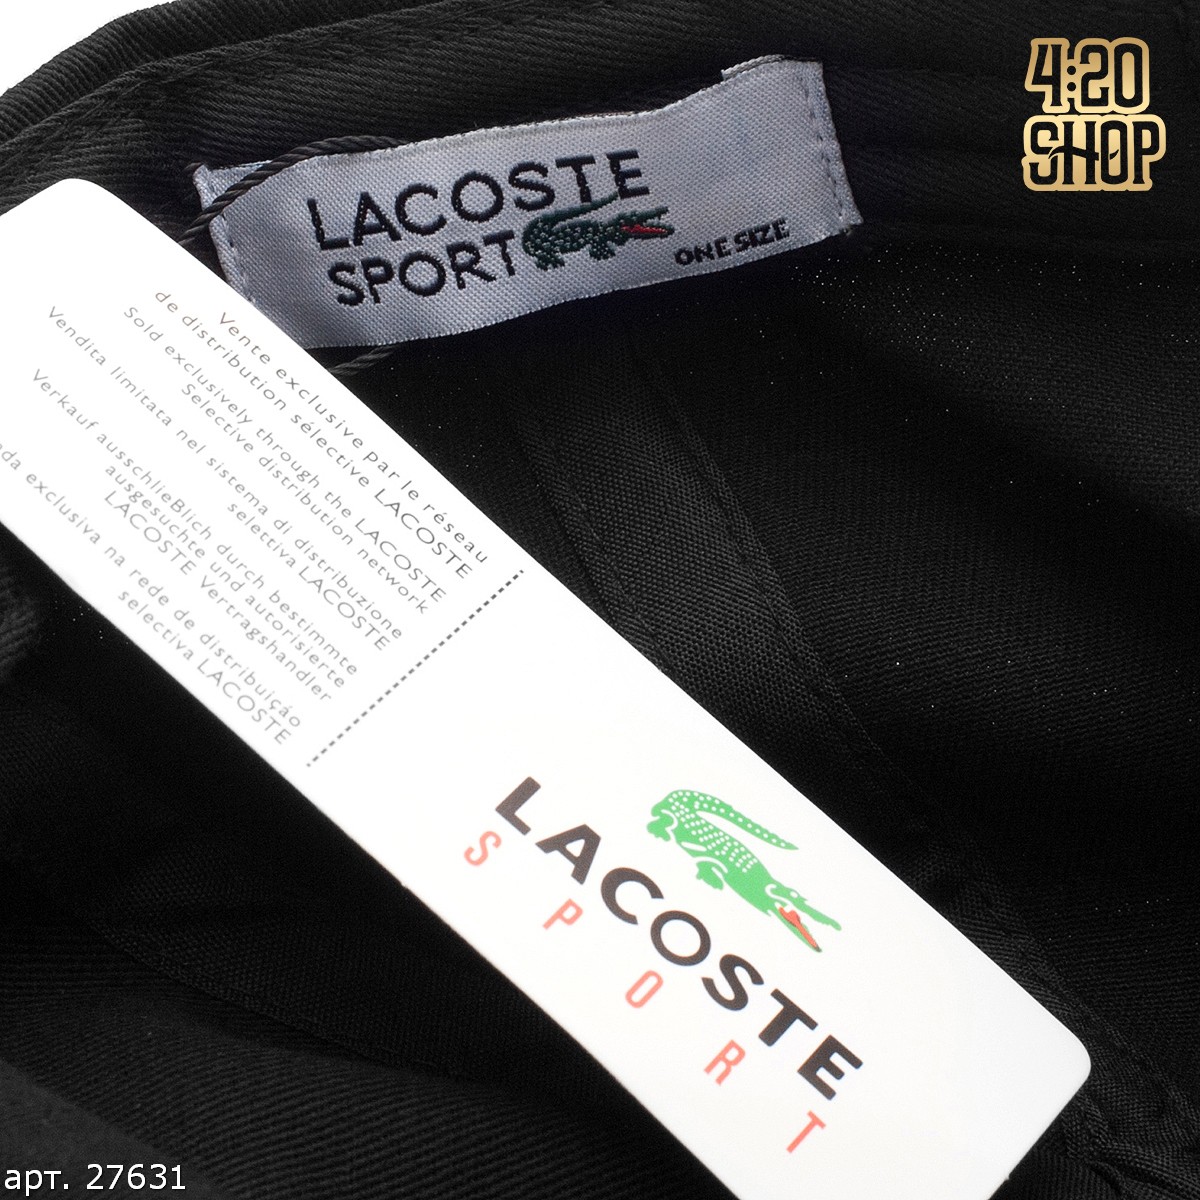 4:20
SHOP
LACOSTE
SPORT
ONE SIZE
Vente exclusive par le réseau
de distribution sélective LACOSTE
Sold exclusively through the LACOSTE
Selective distribution network
Vendita limitata nel sistema di distribuzione
selettiva LACOSTE
Verkauf ausschlieBlich durch bestimmte
ausgesuchte und autorisierte
LACOSTE Vertragshandler
exclusiva na rede de distribuição
selectiva LACOSTE
LACOSTE
SPORT
арт. 27631